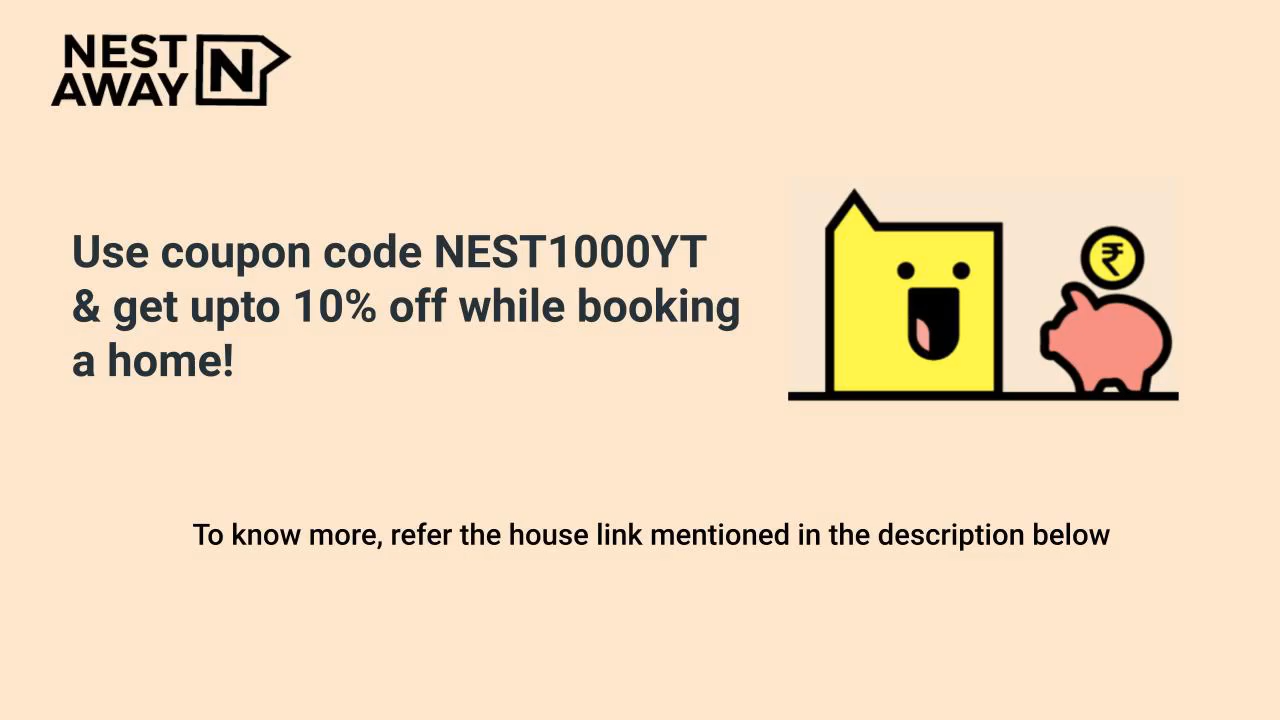 NEST
AWAY N
Use coupon code NEST1000YT
& get upto 10% off while booking
a home!
₹
To know more, refer the house link mentioned in the description below